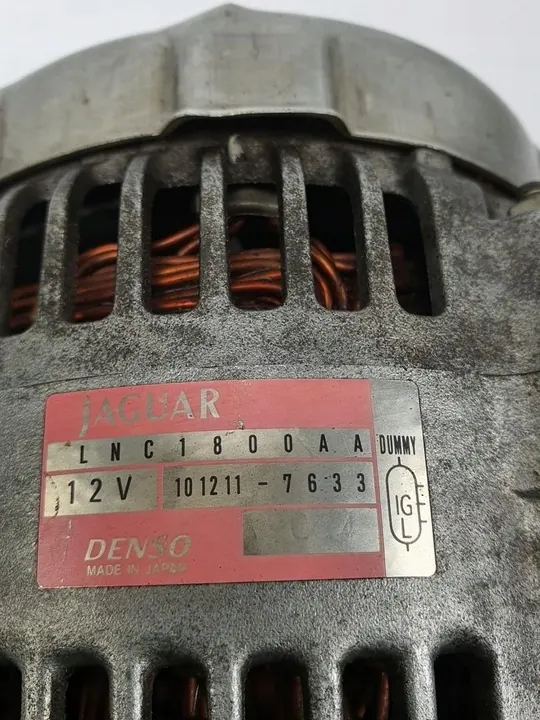 JAGUAR
LNC1800AA DUMMY
12V 101211-7633
IG
L
DENSO
MADE IN JAPAN